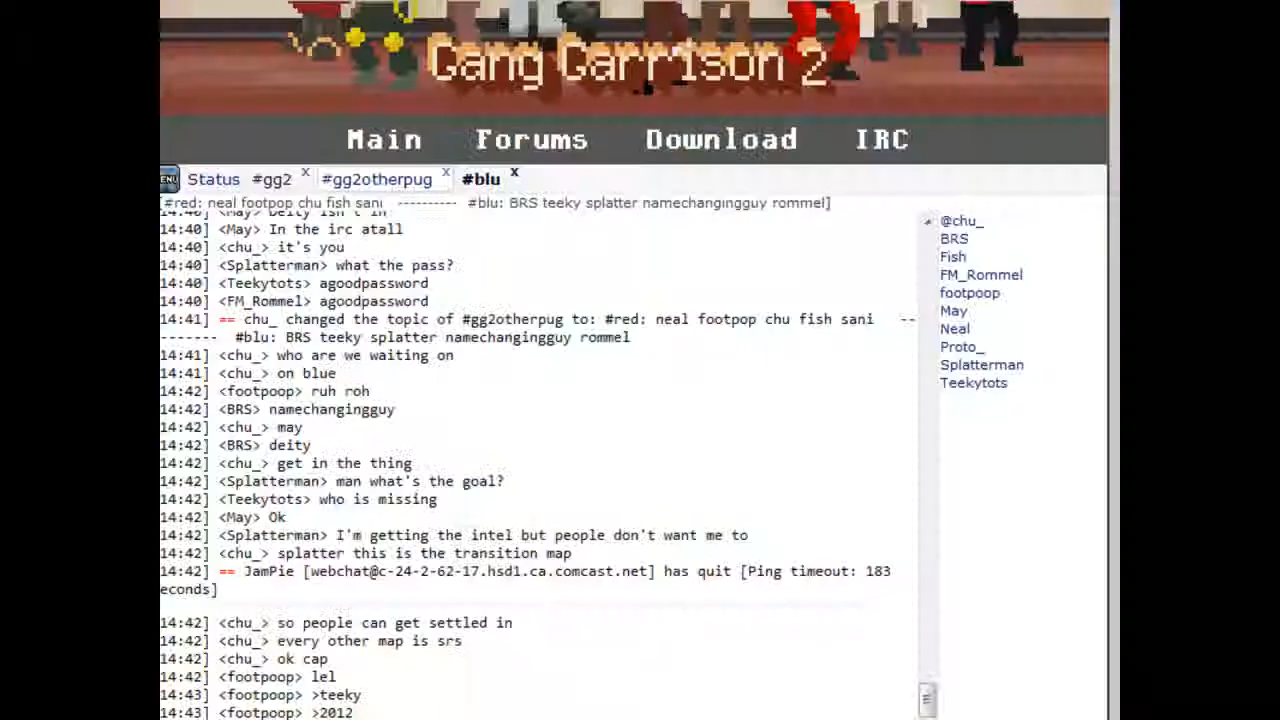 Gang Garrison 2
Main Forums Download IRC
Status #gg2 x #gg2otherpug x #blu x
[#red: neal footpop chu fish sani ---------- #blu: BRS teeky splatter namechangingguy rommel]
14:40] <May> Deity isn't in
14:40] <May> In the irc atall
14:40] <chu_> it's you
14:40] <Splatterman> what the pass?
14:40] <Teekytots> agoodpassword
14:40] <FM_Rommel> agoodpassword
14:41] == chu_ changed the topic of #gg2otherpug to: #red: neal footpop chu fish sani --
------- #blu: BRS teeky splatter namechangingguy rommel
14:41] <chu_> who are we waiting on
14:41] <chu_> on blue
14:42] <footpoop> ruh roh
14:42] <BRS> namechangingguy
14:42] <chu_> may
14:42] <BRS> deity
14:42] <chu_> get in the thing
14:42] <Splatterman> man what's the goal?
14:42] <Teekytots> who is missing
14:42] <May> Ok
14:42] <Splatterman> I'm getting the intel but people don't want me to
14:42] <chu_> splatter this is the transition map
14:42] == JamPie [webchat@c-24-2-62-17.hsd1.ca.comcast.net] has quit [Ping timeout: 183
econds]
14:42] <chu_> so people can get settled in
14:42] <chu_> every other map is srs
14:42] <chu_> ok cap
14:42] <footpoop> lel
14:43] <footpoop> >teeky
14:43] <footpoop> >2012
@chu_
BRS
Fish
FM_Rommel
footpoop
May
Neal
Proto_
Splatterman
Teekytots